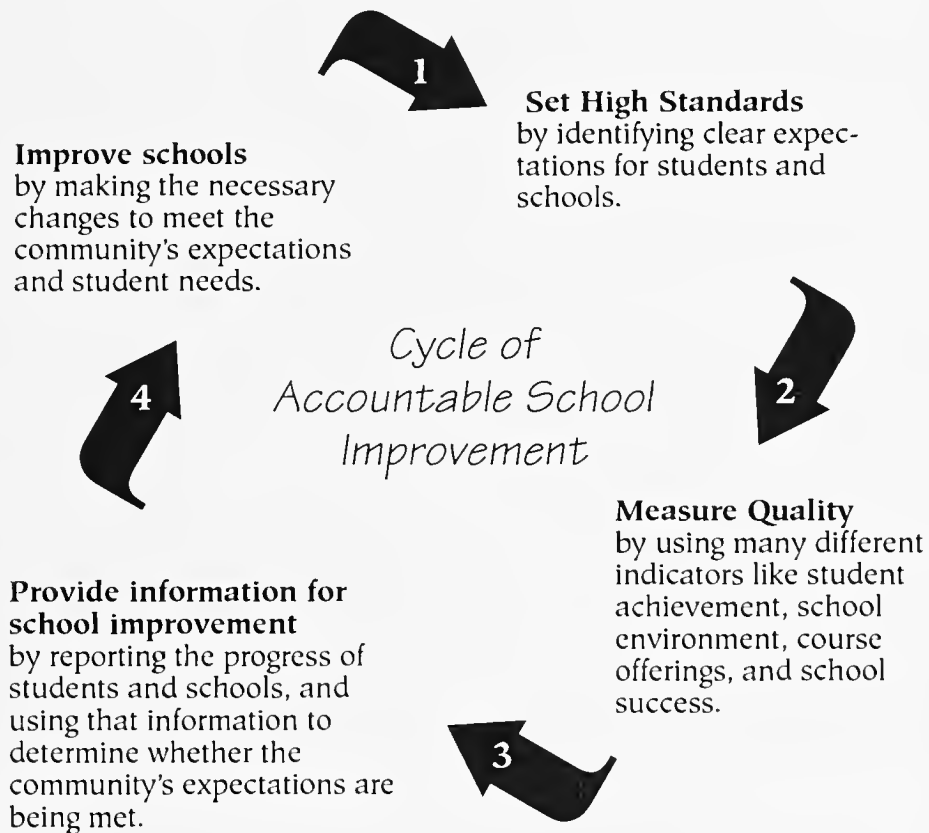 1
Set High Standards
by identifying clear expec-
tations for students and
schools.
2
Measure Quality
by using many different
indicators like student
achievement, school
environment, course
offerings, and school
success.
3
Provide information for
school improvement
by reporting the progress of
students and schools, and
using that information to
determine whether the
community's expectations are
being met.
4
Improve schools
by making the necessary
changes to meet the
community's expectations
and student needs.
Cycle of
Accountable School
Improvement